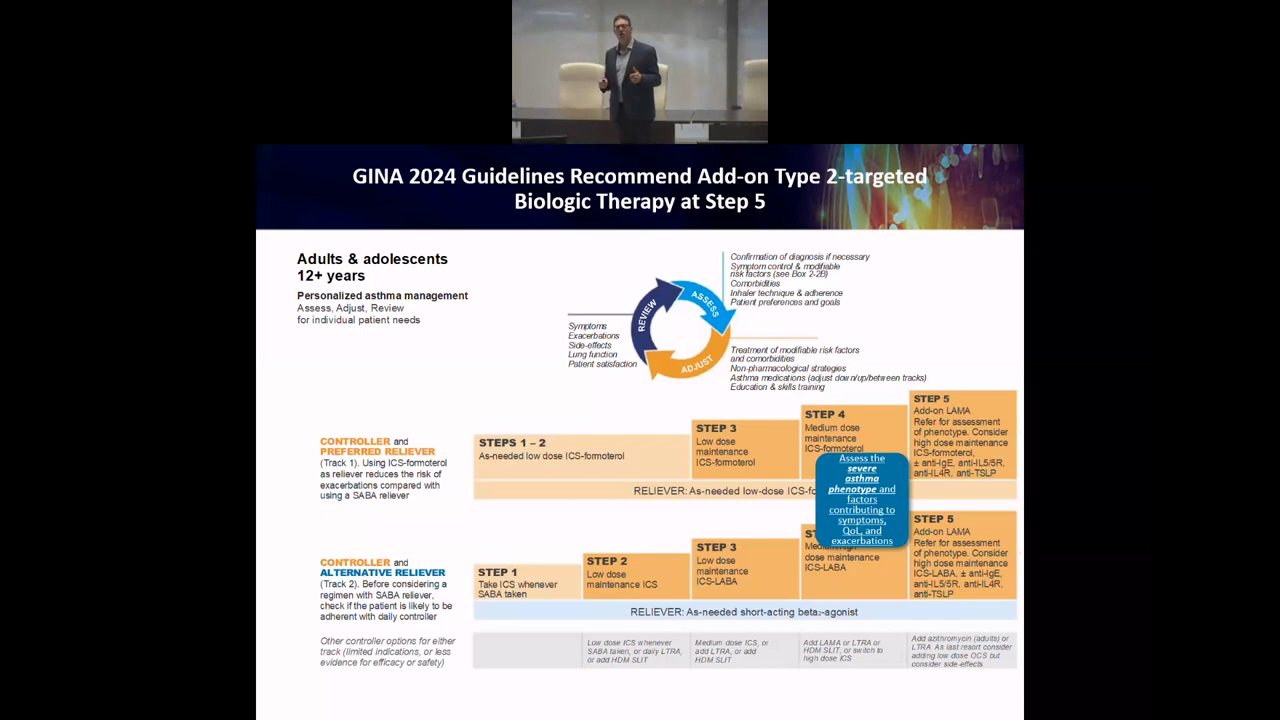 GINA 2024 Guidelines Recommend Add-on Type 2-targeted
Biologic Therapy at Step 5
Adults & adolescents
12+ years
Personalized asthma management
Assess, Adjust, Review
for individual patient needs
Symptoms
Exacerbations
Side-effects
Lung function
Patient satisfaction
REVIEW
ASSESS
ADJUST
Confirmation of diagnosis if necessary
Symptom control & modifiable
risk factors (see Box 2-2B)
Comorbidities
Inhaler technique & adherence
Patient preferences and goals
Treatment of modifiable risk factors
and comorbidities
Non-pharmacological strategies
Asthma medications (adjust down/up/between tracks)
Education & skills training
CONTROLLER and
PREFERRED RELIEVER
(Track 1). Using ICS-formoterol
as reliever reduces the risk of
exacerbations compared with
using a SABA reliever
STEPS 1 – 2
As-needed low dose ICS-formoterol
STEP 3
Low dose
maintenance
ICS-formoterol
STEP 4
Medium dose
maintenance
ICS-formoterol
STEP 5
Add-on LAMA
Refer for assessment
of phenotype. Consider
high dose maintenance
ICS-formoterol,
± anti-IgE, anti-IL5/5R,
anti-IL4R, anti-TSLP
RELIEVER: As-needed low-dose ICS-fo
Assess the
severe
asthma
phenotype and
factors
contributing to
symptoms,
QoL, and
exacerbations
CONTROLLER and
ALTERNATIVE RELIEVER
(Track 2). Before considering a
regimen with SABA reliever,
check if the patient is likely to be
adherent with daily controller
STEP 1
Take ICS whenever
SABA taken
STEP 2
Low dose
maintenance ICS
STEP 3
Low dose
maintenance
ICS-LABA
dose maintenance
ICS-LABA
STEP 5
Add-on LAMA
Refer for assessment
of phenotype. Consider
high dose maintenance
ICS-LABA, ± anti-IgE,
anti-IL5/5R, anti-IL4R,
anti-TSLP
RELIEVER: As-needed short-acting beta₂-agonist
Other controller options for either
track (limited indications, or less
evidence for efficacy or safety)
Low dose ICS whenever
SABA taken, or daily LTRA,
or add HDM SLIT
Medium dose ICS, or
add LTRA, or add
HDM SLIT
Add LAMA or LTRA or
HDM SLIT, or switch to
high dose ICS
Add azithromycin (adults) or
LTRA. As last resort consider
adding low dose OCS but
consider side-effects